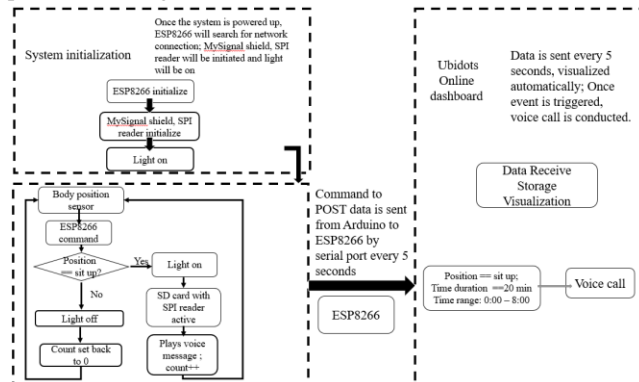 System initialization
Once the system is powered up,
ESP8266 will search for network
connection; MySignal shield, SPI
reader will be initiated and light
will be on
ESP8266 initialize
MySignal shield, SPI
reader initialize
Light on
Body position
sensor
ESP8266
command
Position
== sit up?
Yes
No
Light off
Count set back
to 0
Light on
SD card with
SPI reader
active
Plays voice
message ;
count++
Command to
POST data is sent
from Arduino to
ESP8266 by
serial port every 5
seconds
ESP8266
Ubidots
Online
dashboard
Data is sent every 5
seconds, visualized
automatically; Once
event is triggered,
voice call is conducted.
Data Receive
Storage
Visualization
Position == sit up;
Time duration ==20 min
Time range: 0:00 – 8:00
Voice call